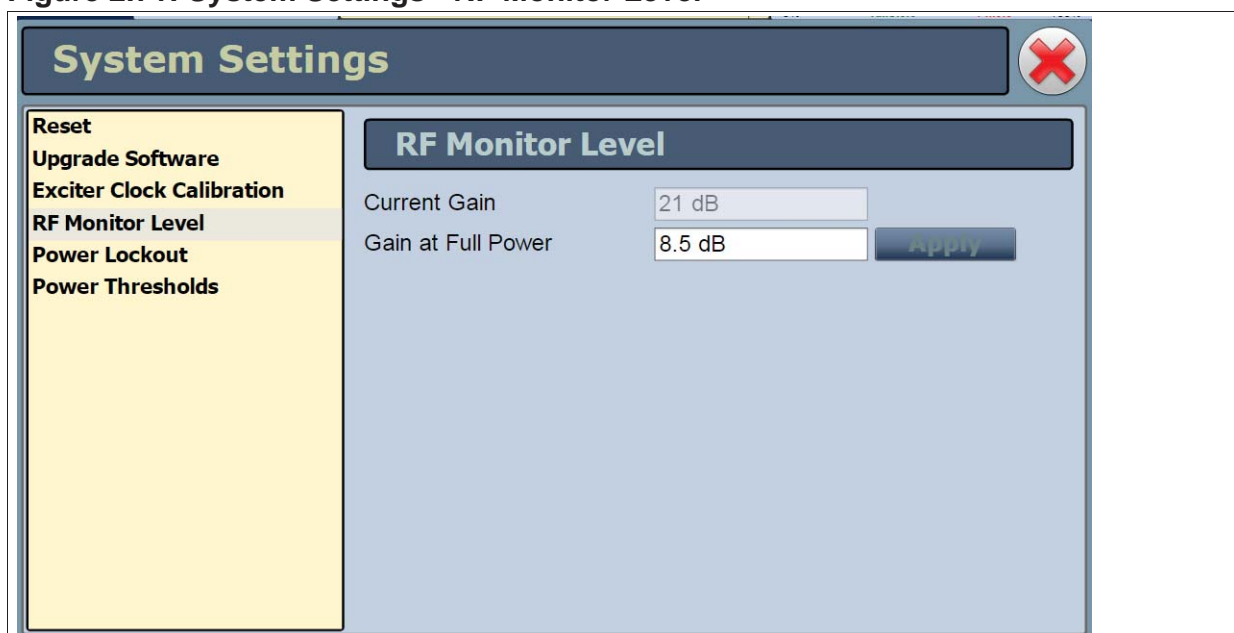 System Settings
Reset
Upgrade Software
Exciter Clock Calibration
RF Monitor Level
Power Lockout
Power Thresholds
RF Monitor Level
Current Gain 21 dB
Gain at Full Power 8.5 dB Apply